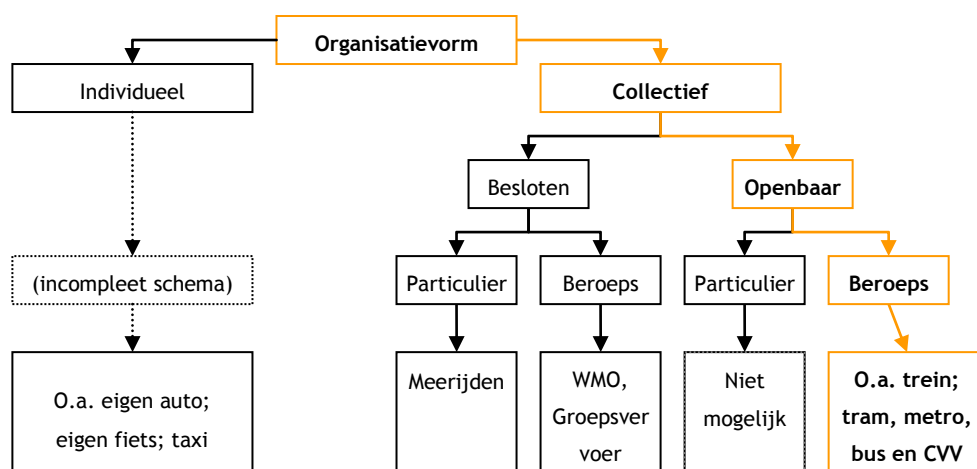 Organisatievorm
Individueel
Collectief
Besloten
Openbaar
(incompleet schema)
Particulier
Beroeps
Particulier
Beroeps
O.a. eigen auto;
eigen fiets; taxi
Meerijden
WMO,
Groepsver
voer
Niet
mogelijk
O.a. trein;
tram, metro,
bus en CVV